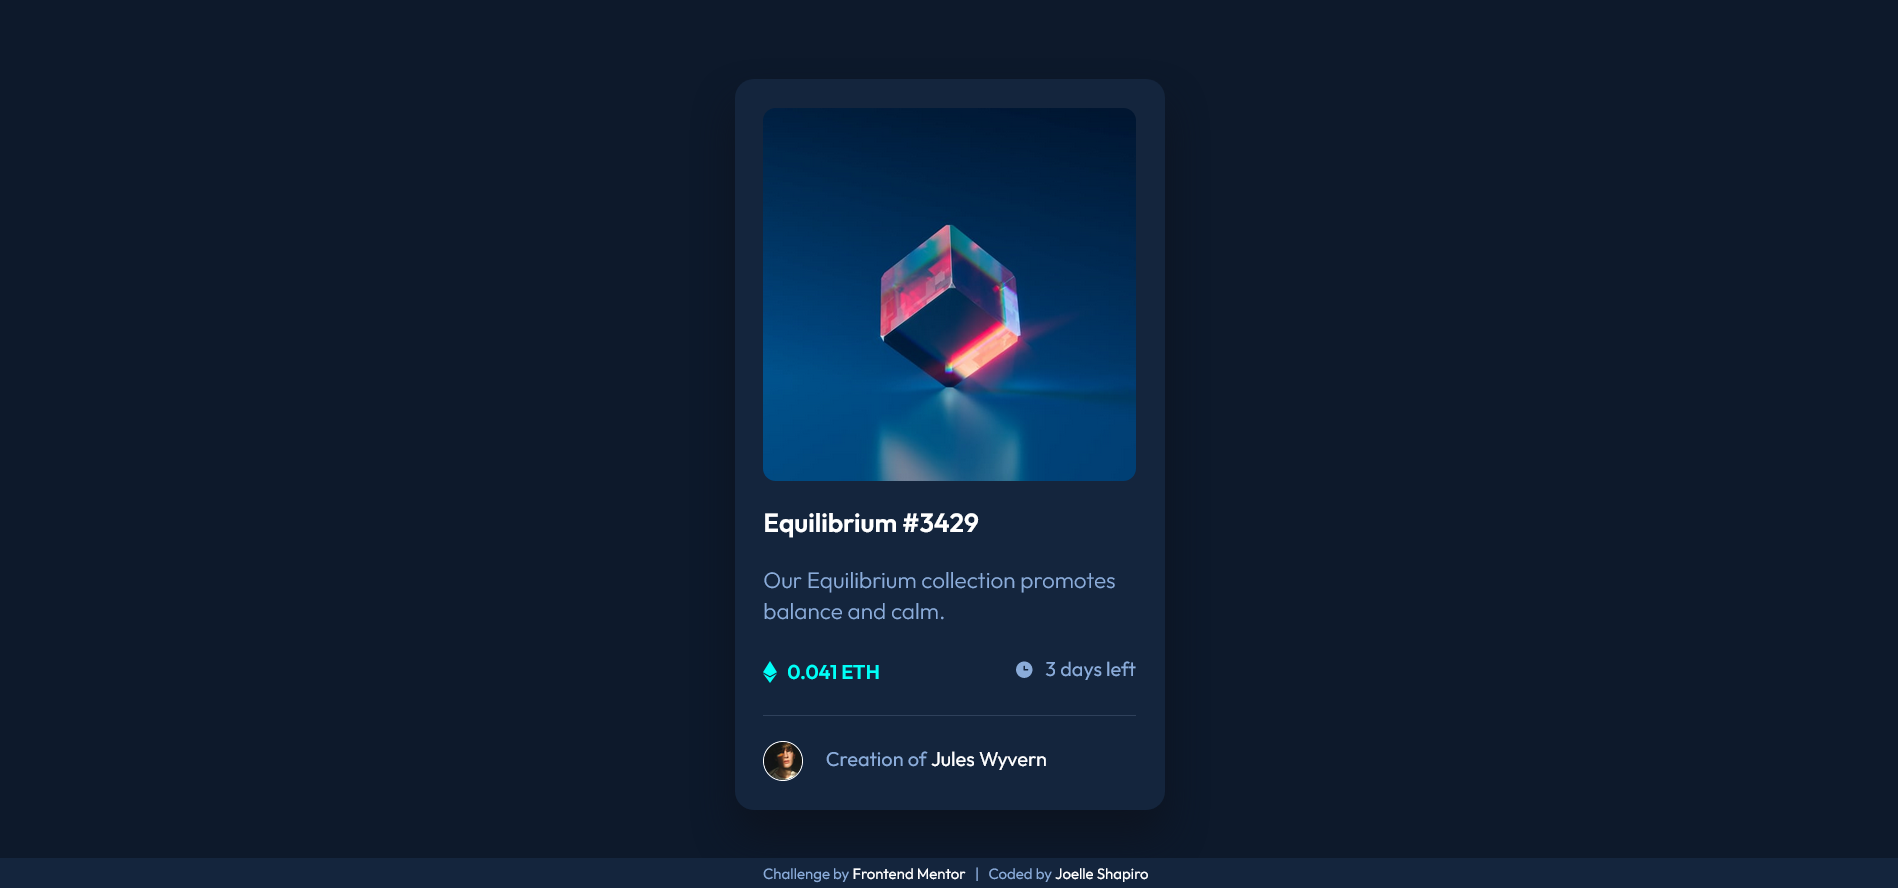 Equilibrium #3429
Our Equilibrium collection promotes
balance and calm.
0.041 ETH 3 days left
Creation of Jules Wyvern
Challenge by Frontend Mentor | Coded by Joelle Shapiro